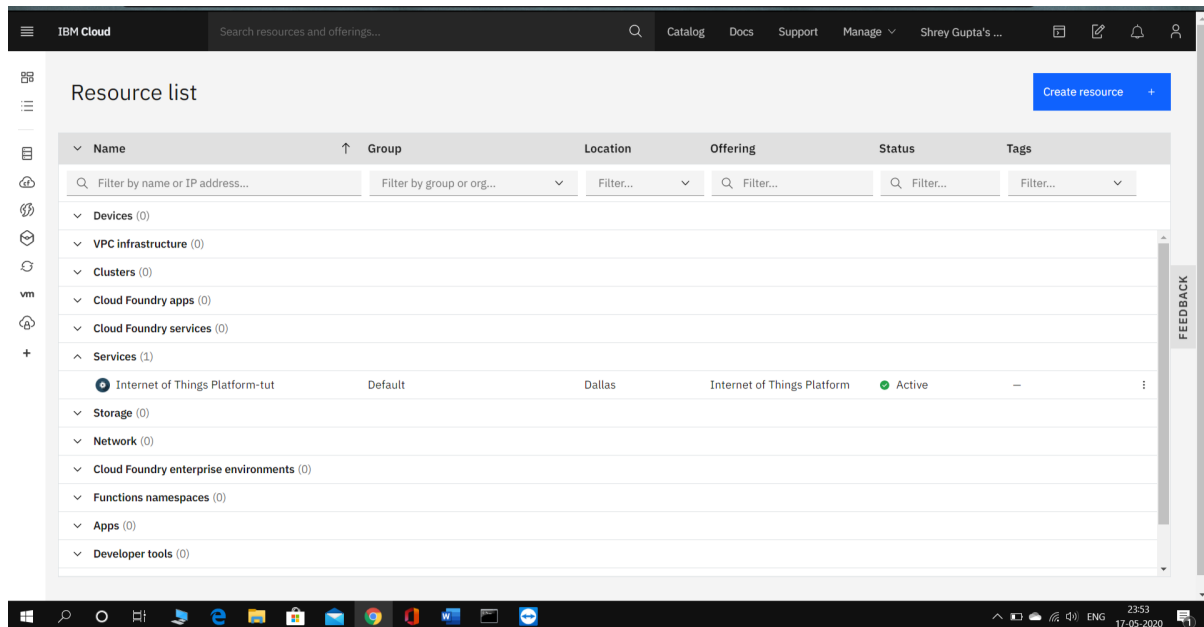 IBM Cloud Search resources and offerings... Catalog Docs Support Manage Shrey Gupta's ...
Resource list
Create resource +
Name Group Location Offering Status Tags
Filter by name or IP address... Filter by group or org... Filter... Filter... Filter... Filter...
Devices (0)
VPC infrastructure (0)
Clusters (0)
vm
Cloud Foundry apps (0)
FEEDBACK
Cloud Foundry services (0)
Services (1)
Internet of Things Platform-tut Default Dallas Internet of Things Platform Active —
Storage (0)
Network (0)
Cloud Foundry enterprise environments (0)
Functions namespaces (0)
Apps (0)
Developer tools (0)
ENG 23:53
17-05-2020